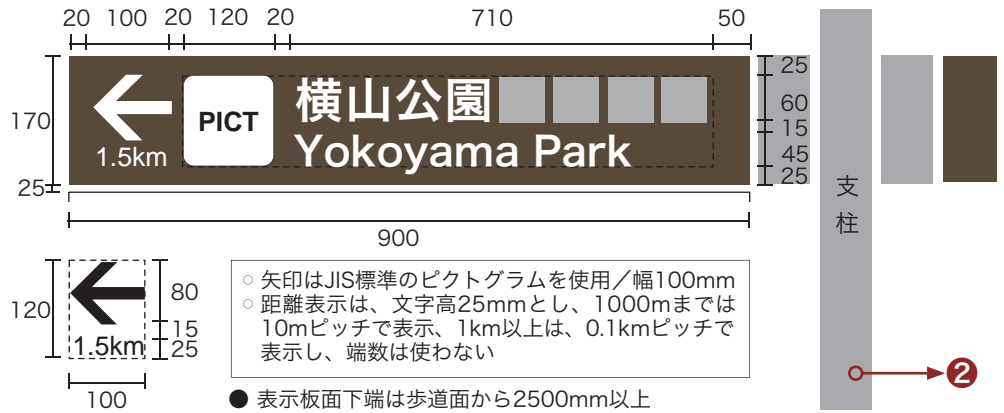 20 100 20 120 20 710 50
170
25
PICT
横山公園
Yokoyama Park
1.5km
25
60
15
45
25
900
支柱
120
80
15
25
1.5km
100
○ 矢印はJIS標準のピクトグラムを使用／幅100mm
○ 距離表示は、文字高25mmとし、1000mまでは
10mピッチで表示、1km以上は、0.1kmピッチで
表示し、端数は使わない
● 表示板面下端は歩道面から2500mm以上
❷